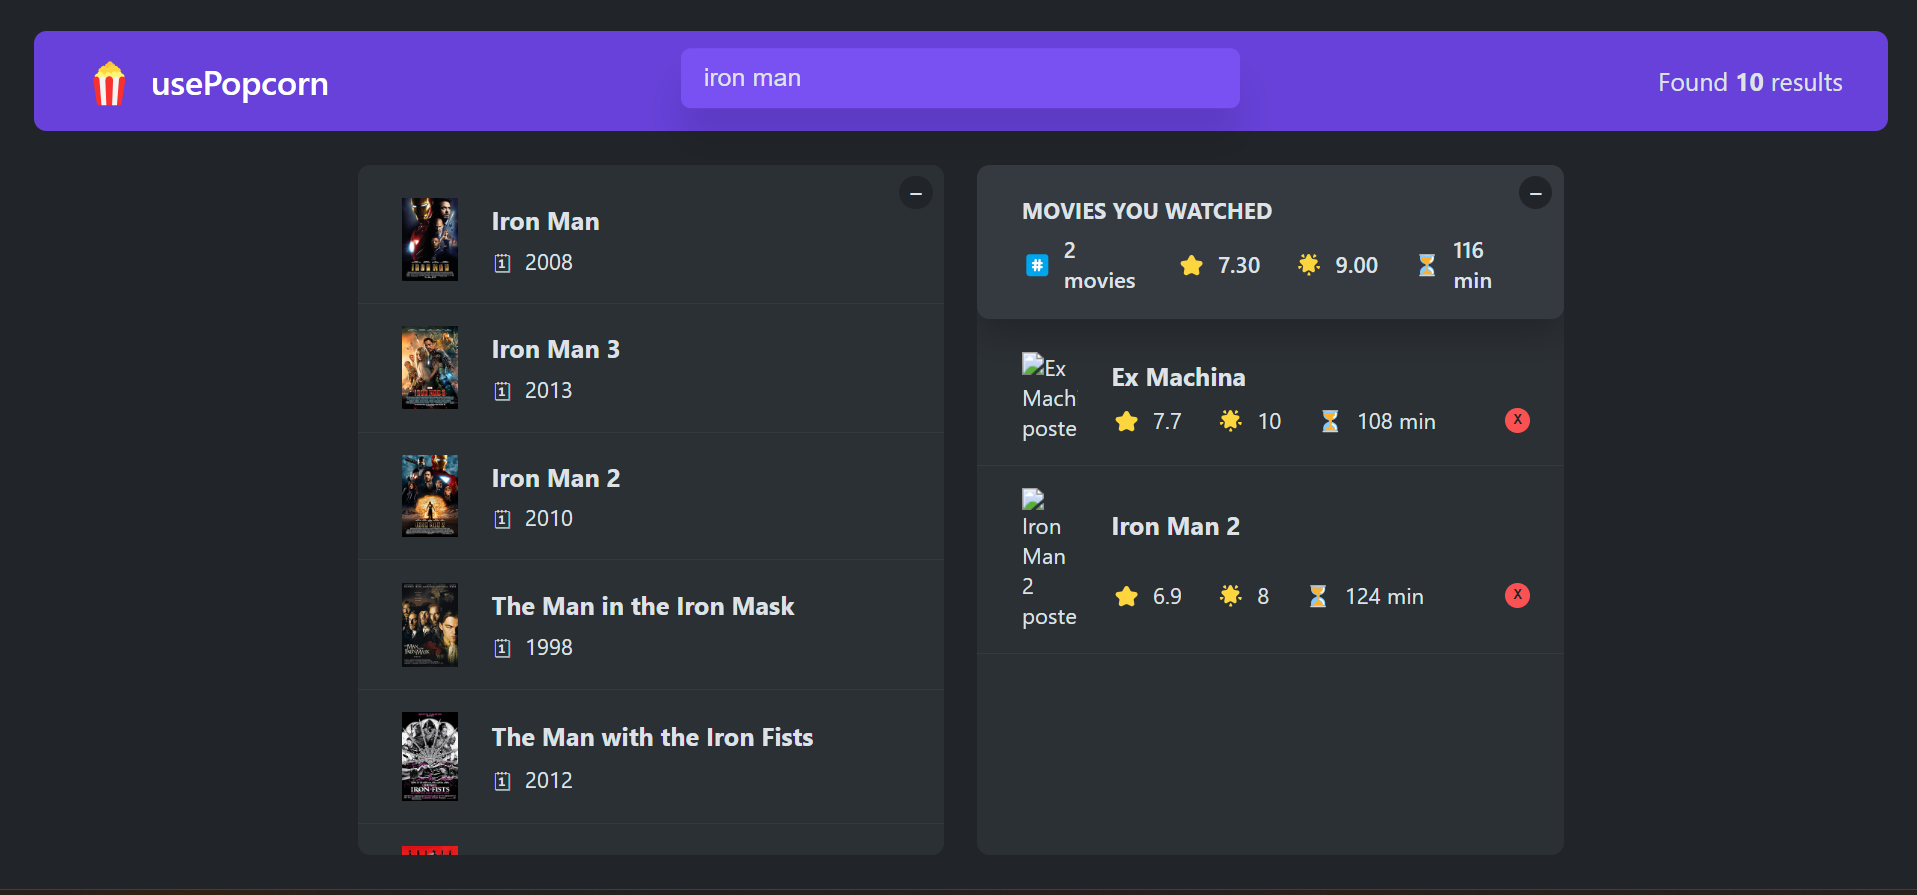 usePopcorn
iron man
Found 10 results
Iron Man
2008
Iron Man 3
2013
Iron Man 2
2010
The Man in the Iron Mask
1998
The Man with the Iron Fists
2012
MOVIES YOU WATCHED
2
movies
7.30
9.00
116
min
Ex
Mach
poste
Ex Machina
7.7
10
108 min
X
Iron
Man
2
poste
Iron Man 2
6.9
8
124 min
X